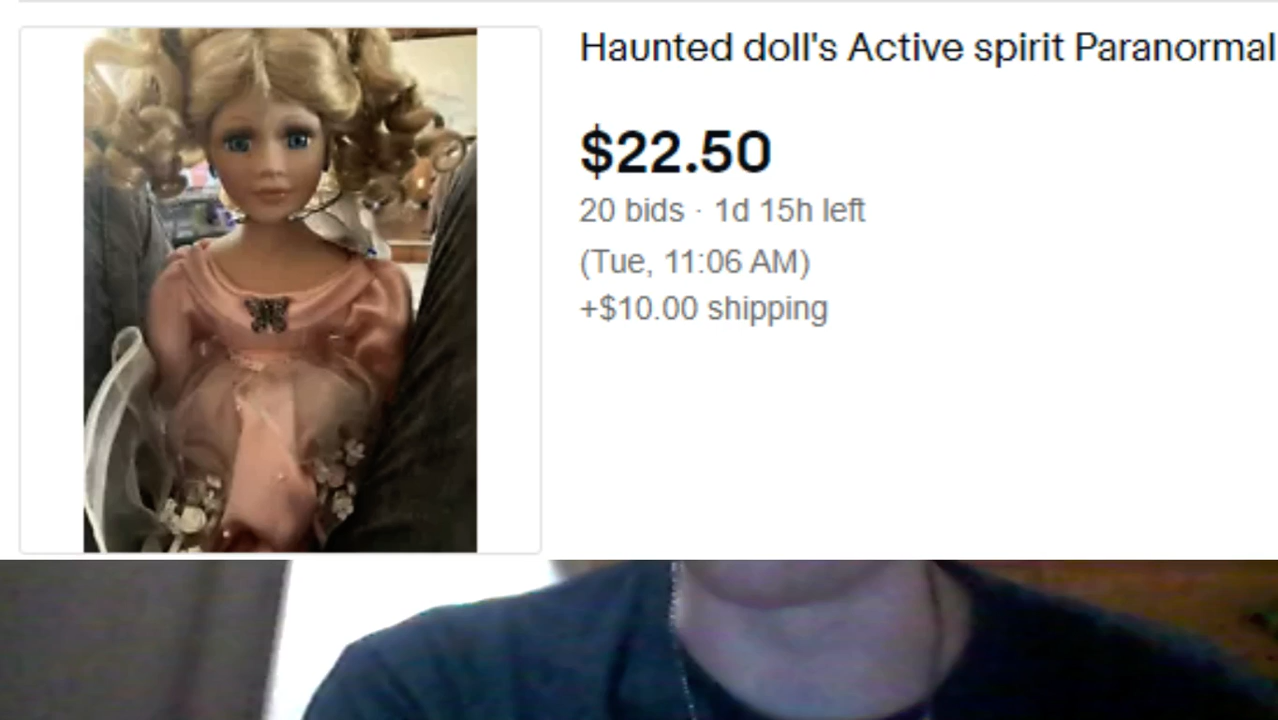 Haunted doll's Active spirit Paranormal
$22.50
20 bids · 1d 15h left
(Tue, 11:06 AM)
+$10.00 shipping